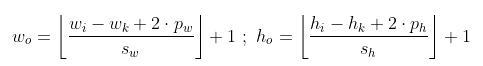 w_o = ⌊(w_i − w_k + 2 · p_w) / s_w⌋ + 1 ; h_o = ⌊(h_i − h_k + 2 · p_h) / s_h⌋ + 1